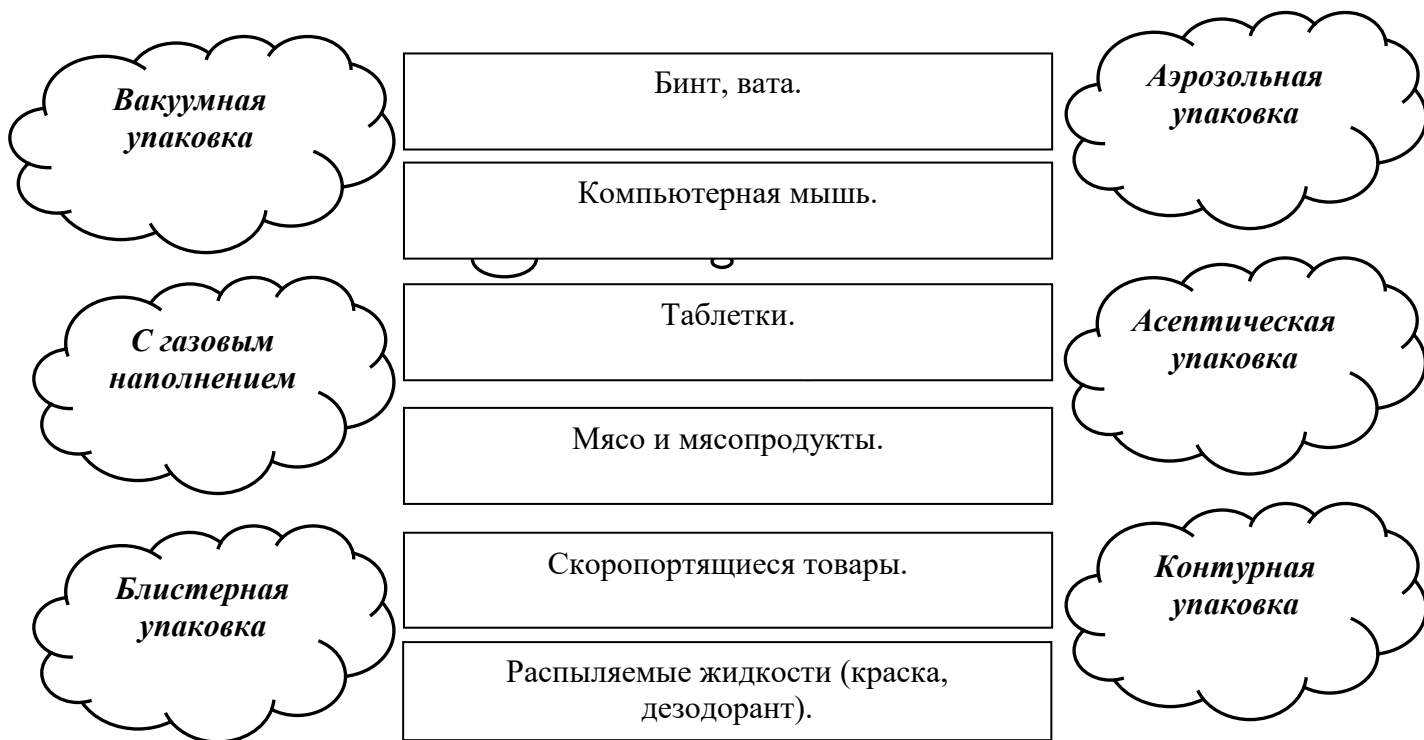 Вакуумная
упаковка
С газовым
наполнением
Блистерная
упаковка
Бинт, вата.
Компьютерная мышь.
Таблетки.
Мясо и мясопродукты.
Скоропортящиеся товары.
Распыляемые жидкости (краска,
дезодорант).
Аэрозольная
упаковка
Асептическая
упаковка
Контурная
упаковка